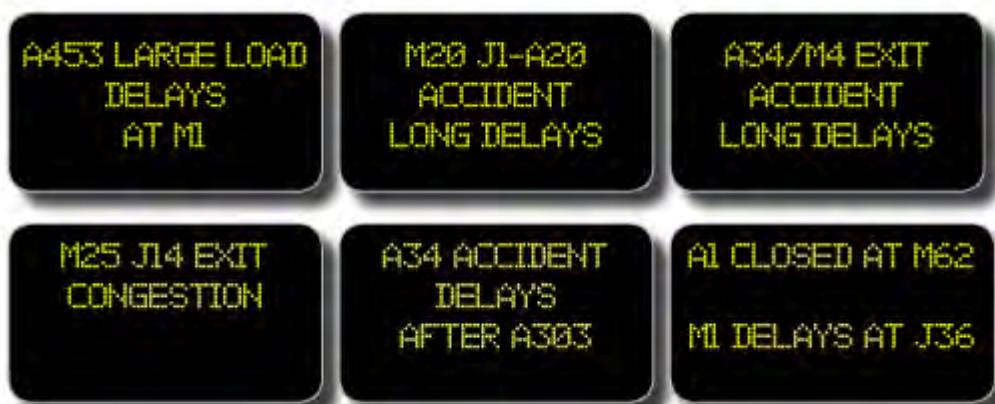 A453 LARGE LOAD
DELAYS
AT M1
M20 J1-A20
ACCIDENT
LONG DELAYS
A34/M4 EXIT
ACCIDENT
LONG DELAYS
M25 J14 EXIT
CONGESTION
A34 ACCIDENT
DELAYS
AFTER A303
A1 CLOSED AT M62
M1 DELAYS AT J36